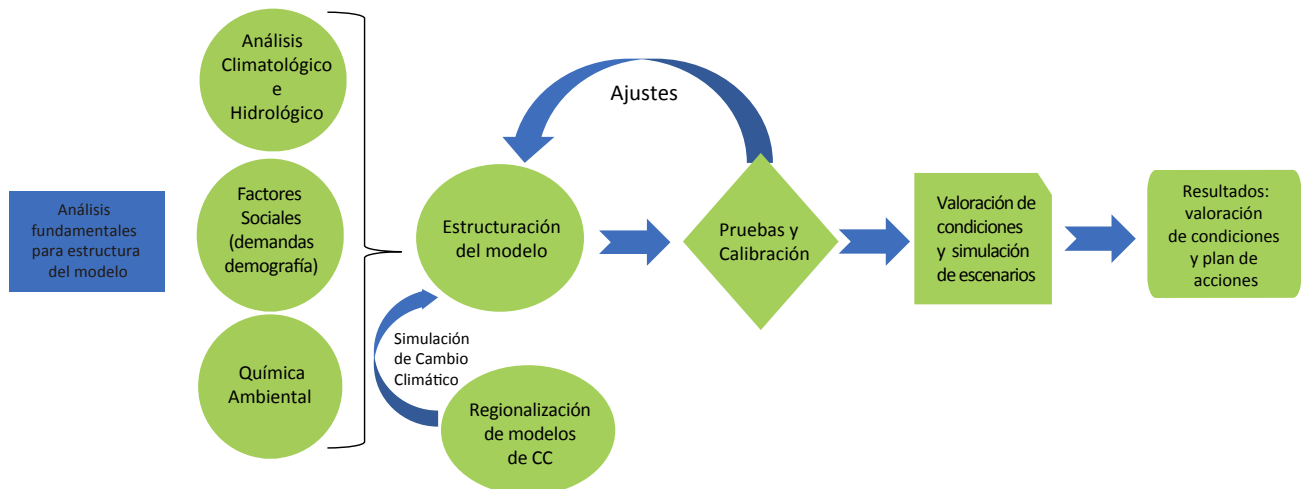 Análisis
fundamentales
para estructura
del modelo
Análisis
Climatológico
e
Hidrológico
Factores
Sociales
(demandas
demografía)
Química
Ambiental
Estructuración
del modelo
Simulación
de Cambio
Climático
Regionalización
de modelos
de CC
Ajustes
Pruebas y
Calibración
Valoración de
condiciones
y simulación
de escenarios
Resultados:
valoración
de condiciones
y plan de
acciones